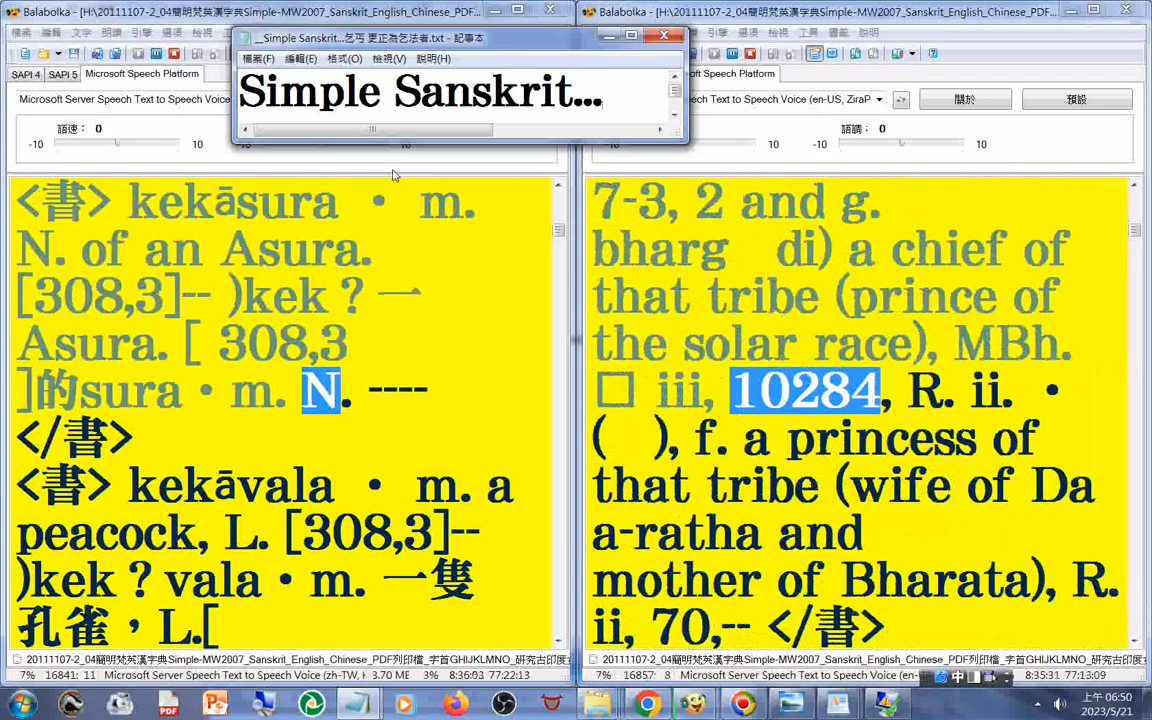 Balabolka - [H:\20111107-2_04簡明梵英漢字典Simple-MW2007_Sanskrit_English_Chinese_PDF...
Balabolka - [H:\20111107-2_04簡明梵英漢字典Simple-MW2007_Sanskrit_English_Chinese_PDF...
__Simple Sanskrit...乞丐 更正為乞法者.txt - 記事本
檔案(F) 編輯(E) 格式(O) 檢視(V) 說明(H)
Simple Sanskrit...
SAPI 4 SAPI 5 Microsoft Speech Platform
Microsoft Server Speech Text to Speech Voice
ech Text to Speech Voice (en-US, ZiraP
關於 預設
語速： 0
-10 10
語調： 0
-10 10
<書> kekāsura • m.
N. of an Asura.
[308,3]-- )kek ? 一
Asura. [ 308,3
]的sura • m. N. ----
</書>
<書> kekāvala • m. a
peacock, L. [308,3]--
)kek ? vala • m. 一隻
孔雀，L.[
7-3, 2 and g.
bharg di) a chief of
that tribe (prince of
the solar race), MBh.
□ iii, 10284, R. ii. •
( ), f. a princess of
that tribe (wife of Da
a-ratha and
mother of Bharata), R.
ii, 70,-- </書>
20111107-2_04簡明梵英漢字典Simple-MW2007_Sanskrit_English_Chinese_PDF列印檔_字首GHIJKLMNO_研究古印度
20111107-2_04簡明梵英漢字典Simple-MW2007_Sanskrit_English_Chinese_PDF列印檔_字首GHIJKLMNO_研究古印度
7% 16841: 11 Microsoft Server Speech Text to Speech Voice (zh-TW, 3.70 MB 3% 8:36:03 77:22:13
7% 16857: 8 Microsoft Server Speech Text to Speech Voice 8:35:31 77:13:09
中
上午 06:50
2023/5/21